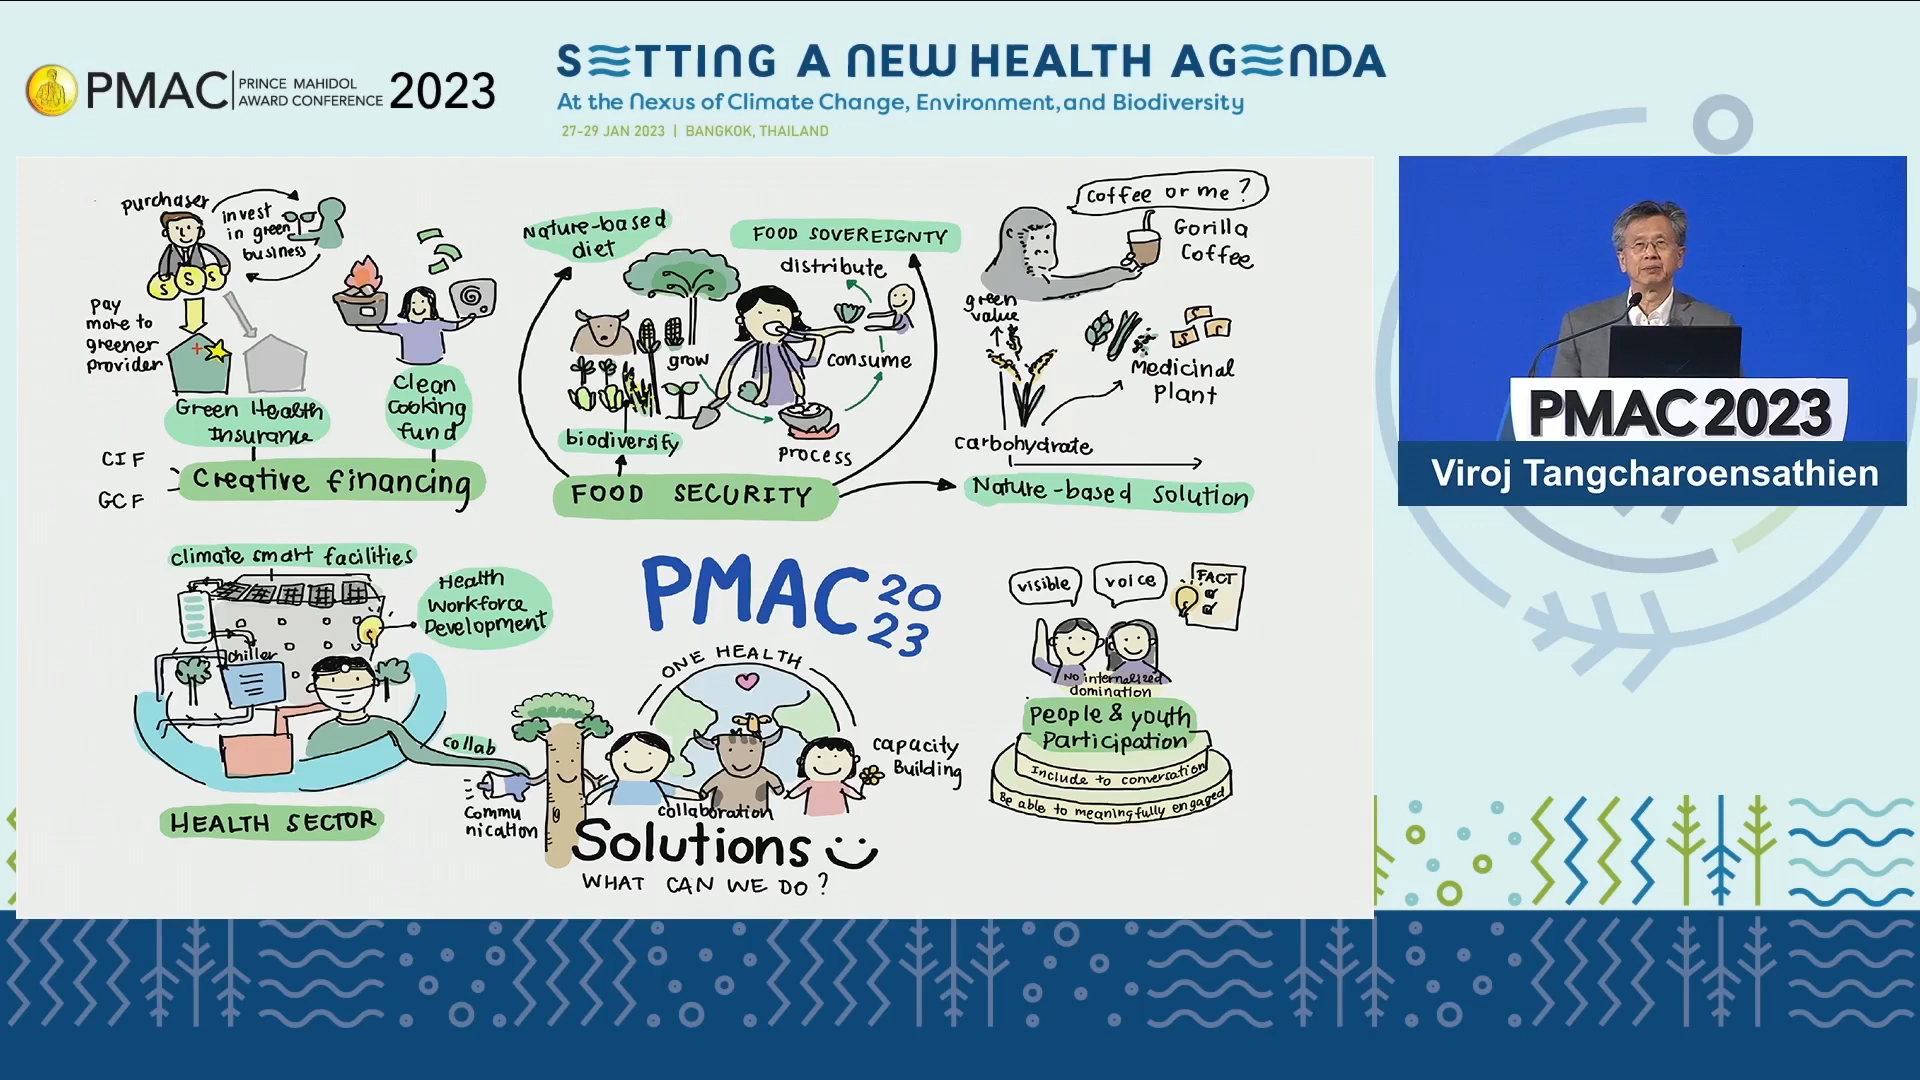 PMAC PRINCE MAHIDOL AWARD CONFERENCE 2023
SETTING A NEW HEALTH AGENDA
At the Nexus of Climate Change, Environment, and Biodiversity
27-29 JAN 2023 | BANGKOK, THAILAND
purchaser
invest
in green
business
pay
more to
greener
provider
Green Health
Insurance
Clean
Cooking
fund
CIF
GCF
Creative financing
Nature-based
diet
FOOD SOVEREIGNTY
distribute
grow
consume
biodiversify
process
FOOD SECURITY
coffee or me?
Gorilla
Coffee
green
value
Medicinal
plant
carbohydrate
Nature-based solution
climate smart facilities
Health
Workforce
Development
chiller
collab
HEALTH SECTOR
PMAC 2023
ONE HEALTH
capacity
Building
Commu
nication
collaboration
Solutions
WHAT CAN WE DO?
visible
voice
FACT
No internalized
domination
People & youth
Participation
Include to conversation
Be able to meaningfully engaged
PMAC 2023
Viroj Tangcharoensathien